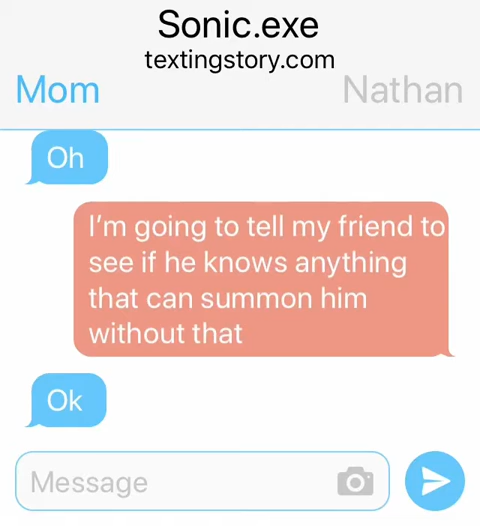 Sonic.exe
textingstory.com
Mom Nathan
Oh
I’m going to tell my friend to
see if he knows anything
that can summon him
without that
Ok
Message